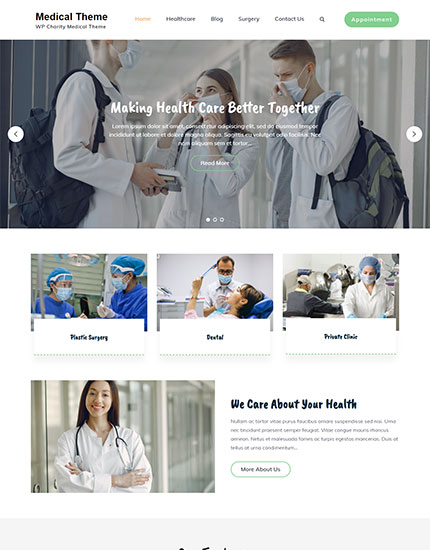 Medical Theme
WP Charity Medical Theme
Home Healthcare Blog Surgery Contact Us Appointment
Making Health Care Better Together
Lorem ipsum dolor sit amet, consectetur adipiscing elit, sed do eiusmod tempor
incididunt ut labore et dolore magna aliqua. Sagittis eu volutpat odio facilisis. Nec
nam aliquam sem et tortor....
Read More
Plastic Surgery
Dental
Private Clinic
We Care About Your Health
Nullam ac tortor vitae purus faucibus ornare suspendisse sed nisi. Urna
nec tincidunt praesent semper feugiat. Vitae congue mauris rhoncus
aenean. Netus et malesuada fames ac turpis egestas maecenas. Duis at
tellus at urna condimentum...
More About Us